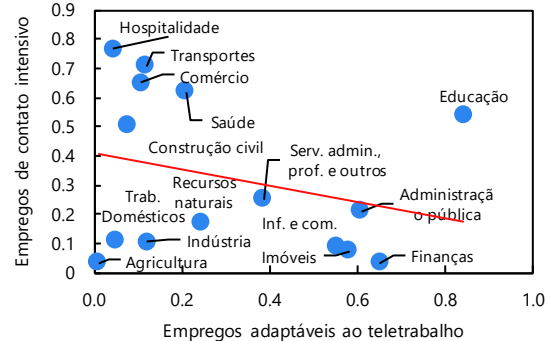 Empregos de contato intensivo
0.9
0.8
0.7
0.6
0.5
0.4
0.3
0.2
0.1
0
Hospitalidade
Transportes
Comércio
Saúde
Educação
Construção civil
Serv. admin.,
prof. e outros
Recursos
naturais
Trab.
Domésticos
Administraçã
o pública
Inf. e com.
Indústria
Imóveis
Finanças
Agricultura
0.0
0.2
0.4
0.6
0.8
1.0
Empregos adaptáveis ao teletrabalho